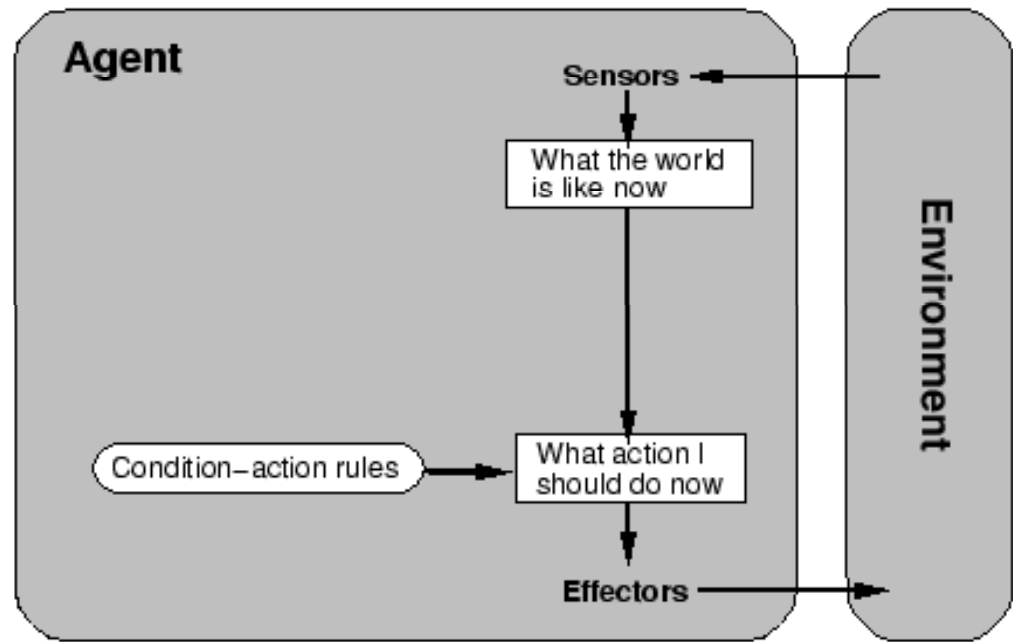 Agent
Sensors
What the world
is like now
Environment
Condition–action rules
What action I
should do now
Effectors